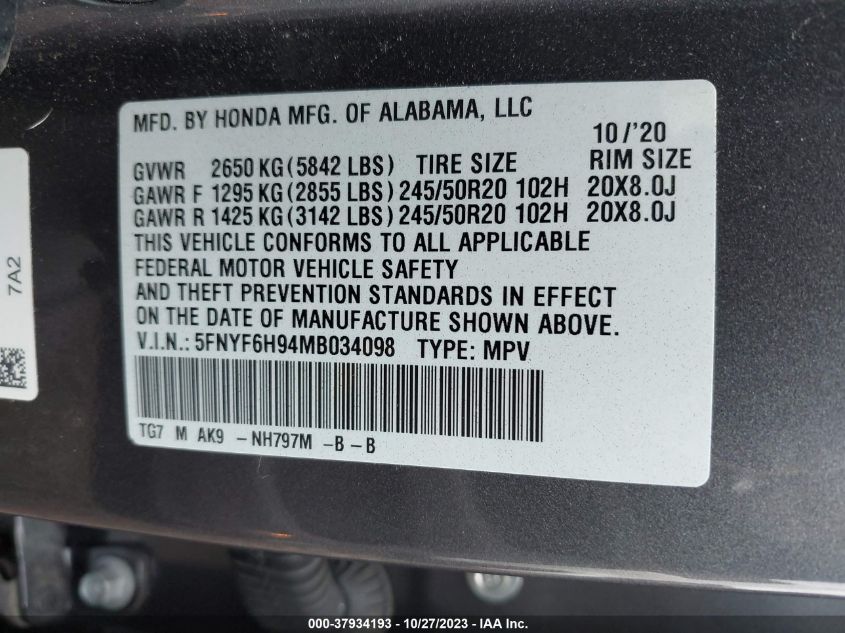 MFD. BY HONDA MFG. OF ALABAMA, LLC
10/'20
GVWR 2650 KG (5842 LBS) TIRE SIZE RIM SIZE
GAWR F 1295 KG (2855 LBS) 245/50R20 102H 20X8.0J
GAWR R 1425 KG (3142 LBS) 245/50R20 102H 20X8.0J
THIS VEHICLE CONFORMS TO ALL APPLICABLE
FEDERAL MOTOR VEHICLE SAFETY
AND THEFT PREVENTION STANDARDS IN EFFECT
ON THE DATE OF MANUFACTURE SHOWN ABOVE.
V.I.N.: 5FNYF6H94MB034098 TYPE: MPV
TG7 M AK9 - NH797M - B - B
7A2
000-37934193 - 10/27/2023 - IAA Inc.